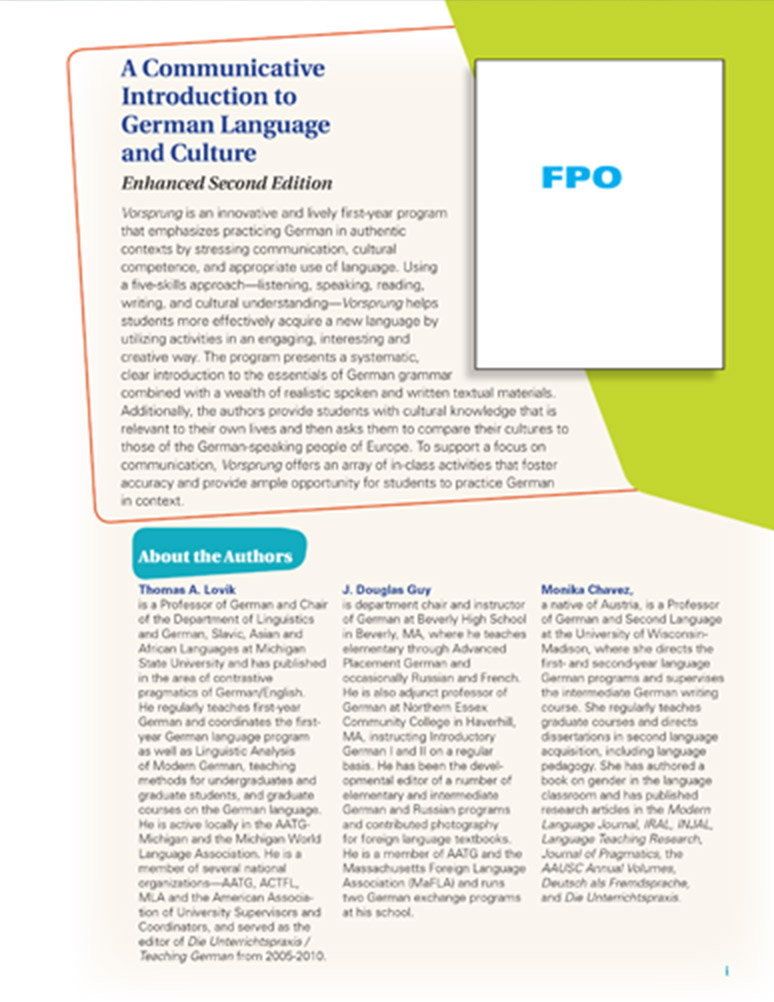 A Communicative
Introduction to
German Language
and Culture
Enhanced Second Edition
Vorsprung is an innovative and lively first-year program
that emphasizes practicing German in authentic
contexts by stressing communication, cultural
competence, and appropriate use of language. Using
a five-skills approach—listening, speaking, reading,
writing, and cultural understanding—Vorsprung helps
students more effectively acquire a new language by
utilizing activities in an engaging, interesting and
creative way. The program presents a systematic,
clear introduction to the essentials of German grammar
combined with a wealth of realistic spoken and written textual materials.
Additionally, the authors provide students with cultural knowledge that is
relevant to their own lives and then asks them to compare their cultures to
those of the German-speaking people of Europe. To support a focus on
communication, Vorsprung offers an array of in-class activities that foster
accuracy and provide ample opportunity for students to practice German
in context.
FPO
About the Authors
Thomas A. Lovik
is a Professor of German and Chair
of the Department of Linguistics
and German, Slavic, Asian and
African Languages at Michigan
State University and has published
in the area of contrastive
pragmatics of German/English.
He regularly teaches first-year
German and coordinates the first-
year German language program
as well as Linguistic Analysis
of Modern German, teaching
methods for undergraduates and
graduate students, and graduate
courses on the German language.
He is active locally in the AATG-
Michigan and the Michigan World
Language Association. He is a
member of several national
organizations—AATG, ACTFL,
MLA and the American Associa-
tion of University Supervisors and
Coordinators, and served as the
editor of Die Unterrichtspraxis /
Teaching German from 2005-2010.
J. Douglas Guy
is department chair and instructor
of German at Beverly High School
in Beverly, MA, where he teaches
elementary through Advanced
Placement German and
occasionally Russian and French.
He is also adjunct professor of
German at Northern Essex
Community College in Haverhill,
MA, instructing Introductory
German I and II on a regular
basis. He has been the devel-
opmental editor of a number of
elementary and intermediate
German and Russian programs
and contributed photography
for foreign language textbooks.
He is a member of AATG and the
Massachusetts Foreign Language
Association (MaFLA) and runs
two German exchange programs
at his school.
Monika Chavez,
a native of Austria, is a Professor
of German and Second Language
at the University of Wisconsin-
Madison, where she directs the
first- and second-year language
German programs and supervises
the intermediate German writing
course. She regularly teaches
graduate courses and directs
dissertations in second language
acquisition, including language
pedagogy. She has authored a
book on gender in the language
classroom and has published
research articles in the Modern
Language Journal, IRAL, INJAL,
Language Teaching Research,
Journal of Pragmatics, the
AAUSC Annual Volumes,
Deutsch als Fremdsprache,
and Die Unterrichtspraxis.
i